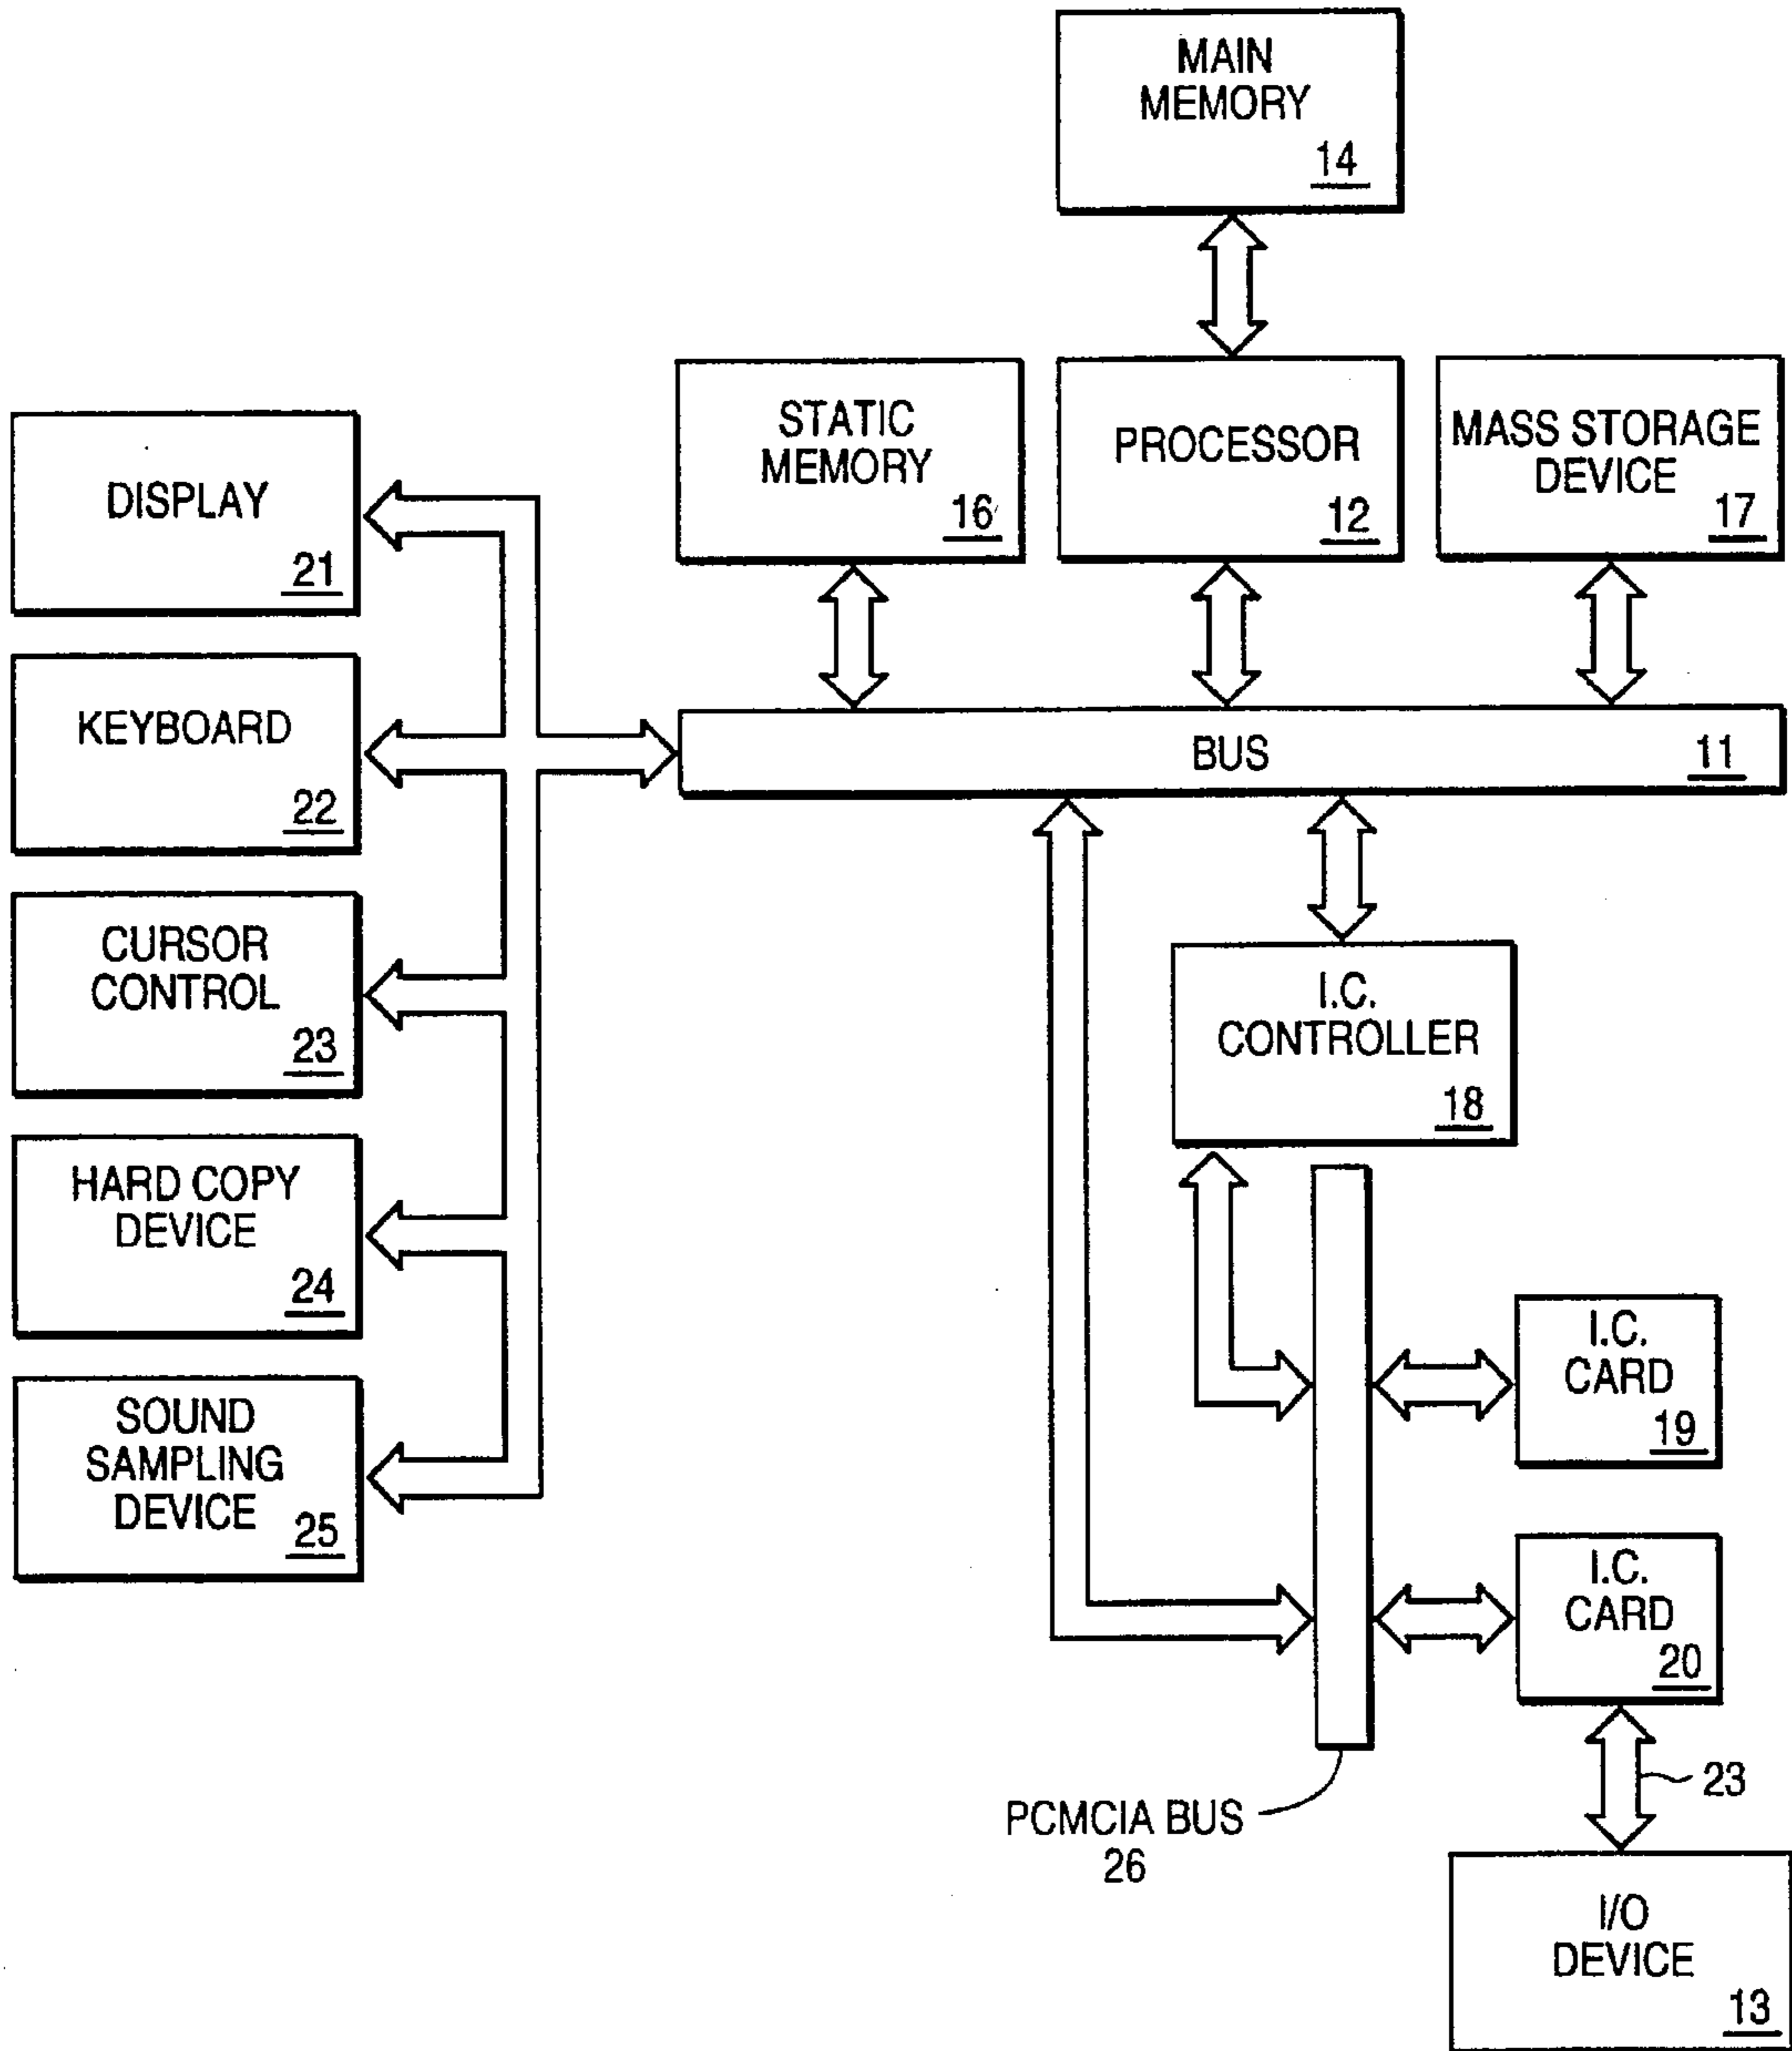 MAIN
MEMORY
14
STATIC
MEMORY
16
PROCESSOR
12
MASS STORAGE
DEVICE
17
DISPLAY
21
KEYBOARD
22
BUS
11
CURSOR
CONTROL
23
I.C.
CONTROLLER
18
HARD COPY
DEVICE
24
SOUND
SAMPLING
DEVICE
25
I.C.
CARD
19
I.C.
CARD
20
23
PCMCIA BUS
26
I/O
DEVICE
13